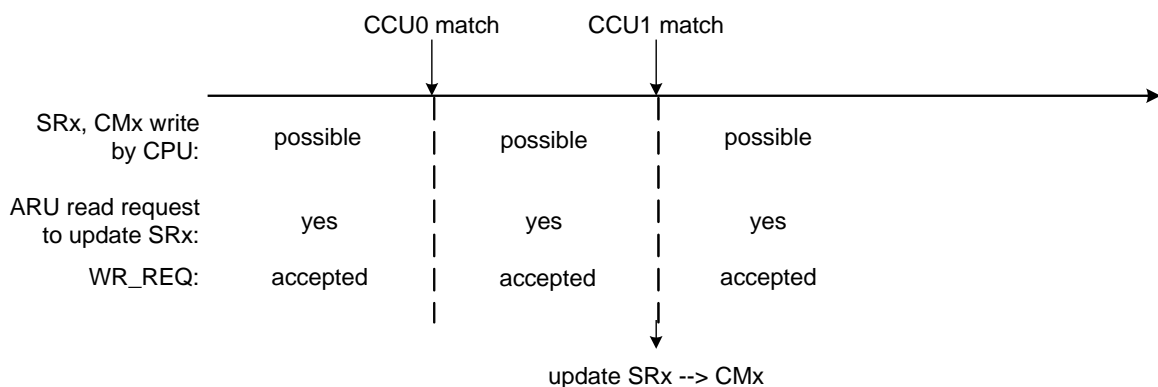 CCU0 match CCU1 match
SRx, CMx write
by CPU: possible possible possible
ARU read request
to update SRx: yes yes yes
WR_REQ: accepted accepted accepted
update SRx --> CMx